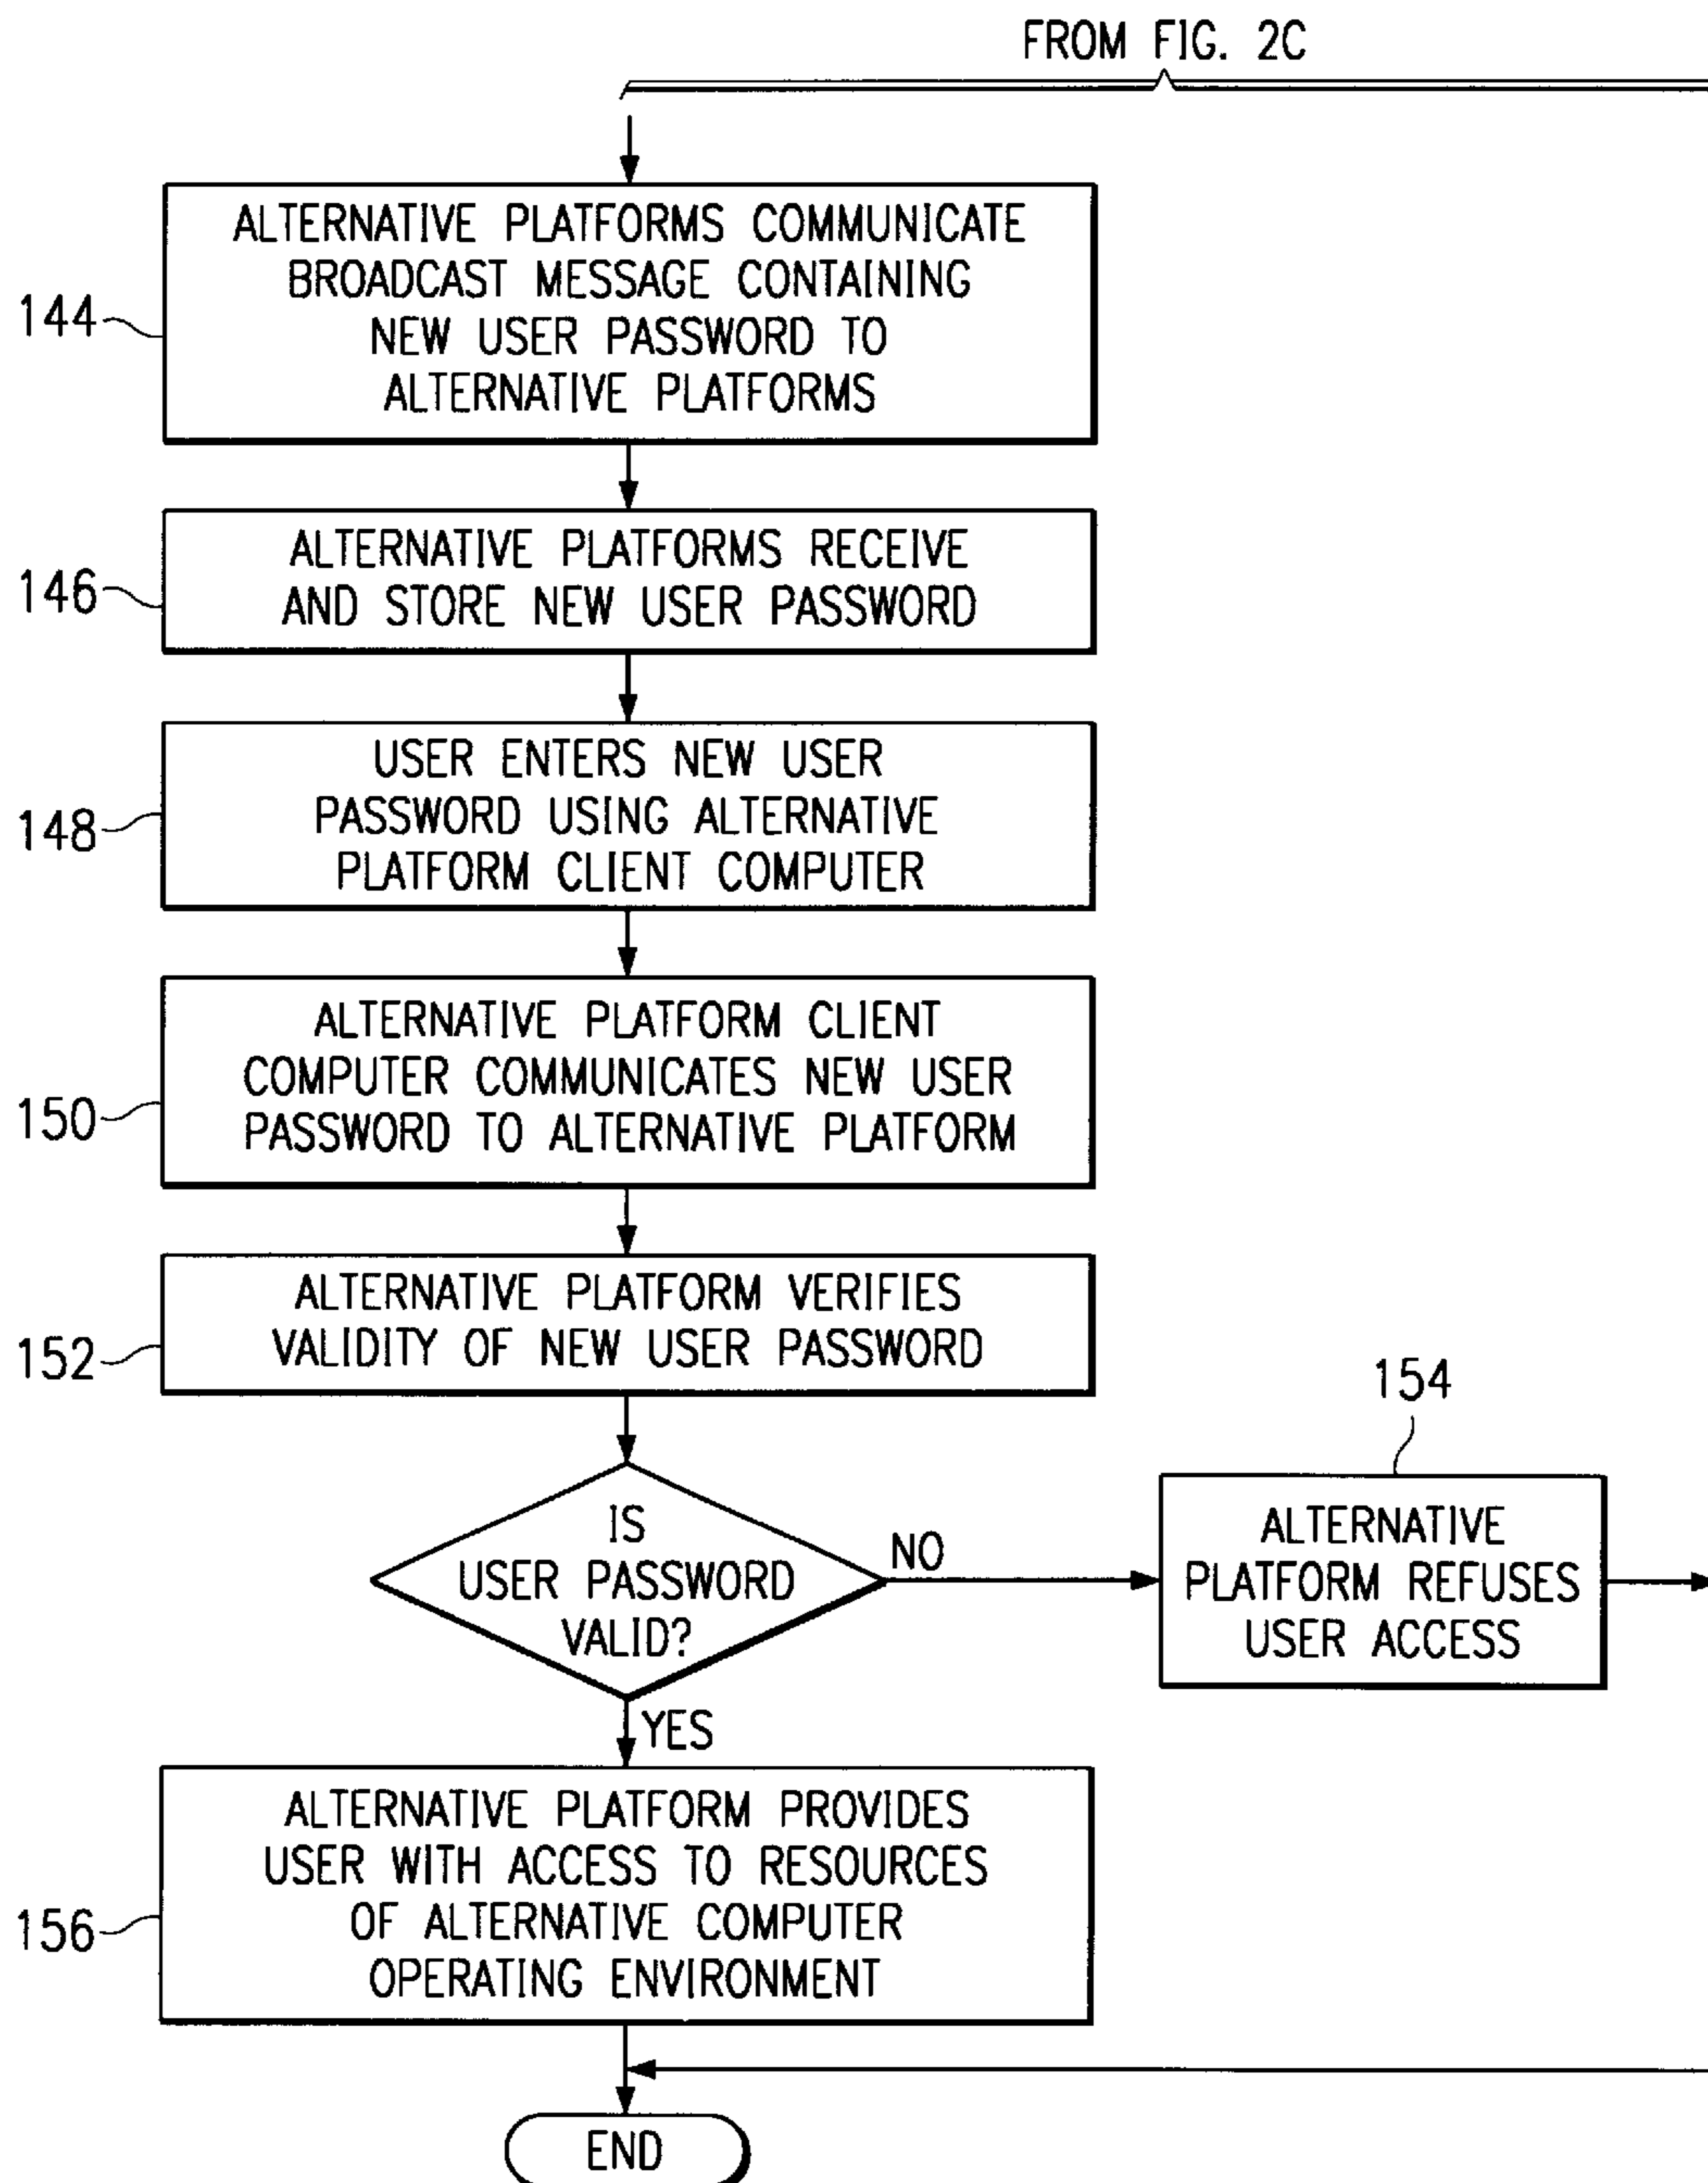 FROM FIG. 2C
ALTERNATIVE PLATFORMS COMMUNICATE
BROADCAST MESSAGE CONTAINING
NEW USER PASSWORD TO
ALTERNATIVE PLATFORMS
144
ALTERNATIVE PLATFORMS RECEIVE
AND STORE NEW USER PASSWORD
146
USER ENTERS NEW USER
PASSWORD USING ALTERNATIVE
PLATFORM CLIENT COMPUTER
148
ALTERNATIVE PLATFORM CLIENT
COMPUTER COMMUNICATES NEW USER
PASSWORD TO ALTERNATIVE PLATFORM
150
ALTERNATIVE PLATFORM VERIFIES
VALIDITY OF NEW USER PASSWORD
152
IS
USER PASSWORD
VALID?
NO
154
ALTERNATIVE
PLATFORM REFUSES
USER ACCESS
YES
ALTERNATIVE PLATFORM PROVIDES
USER WITH ACCESS TO RESOURCES
OF ALTERNATIVE COMPUTER
OPERATING ENVIRONMENT
156
END